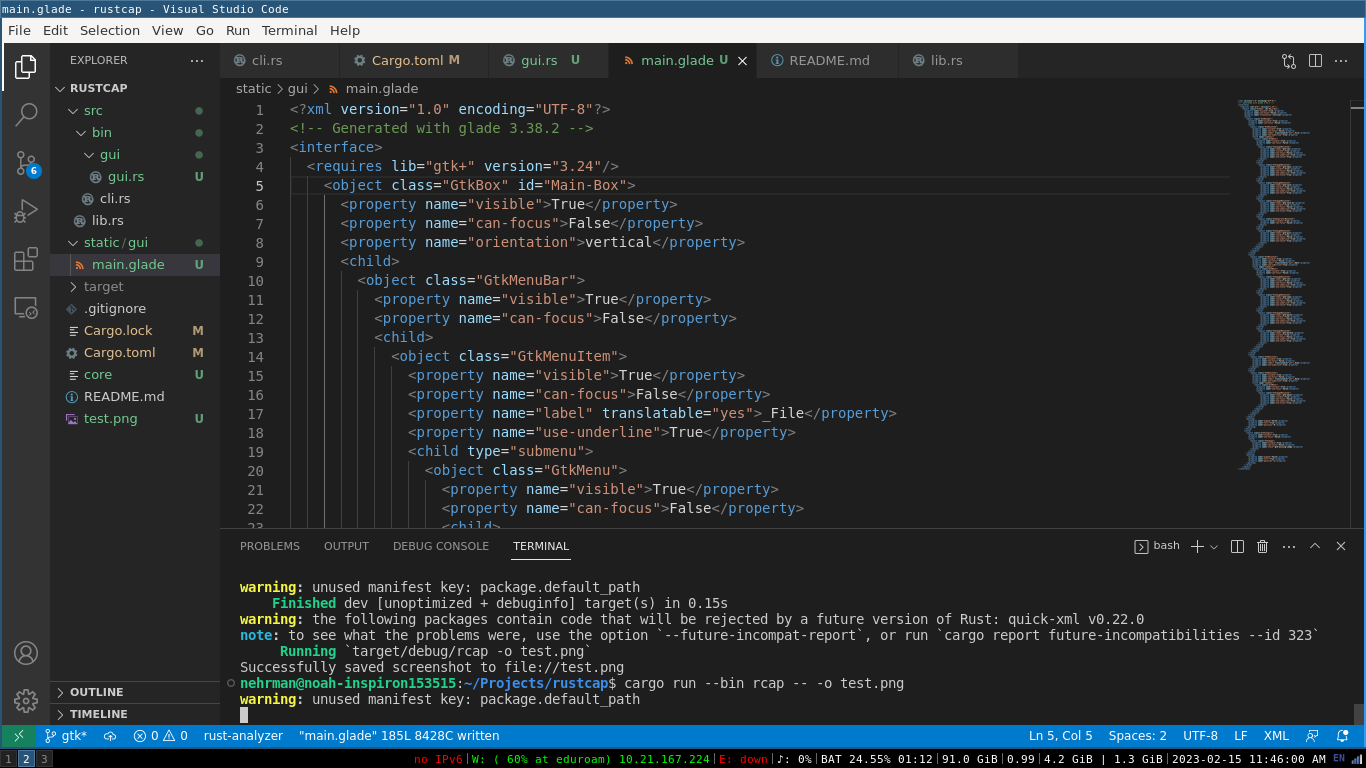 main.glade - rustcap - Visual Studio Code
File Edit Selection View Go Run Terminal Help
EXPLORER
RUSTCAP
src
bin
gui
gui.rs U
cli.rs
lib.rs
static/gui
main.glade U
target
.gitignore
Cargo.lock M
Cargo.toml M
core U
README.md
test.png U
OUTLINE
TIMELINE
6
cli.rs Cargo.toml M gui.rs U main.glade U README.md lib.rs
static gui main.glade
1 <?xml version="1.0" encoding="UTF-8"?>
2 <!-- Generated with glade 3.38.2 -->
3 <interface>
4 <requires lib="gtk+" version="3.24"/>
5 <object class="GtkBox" id="Main-Box">
6 <property name="visible">True</property>
7 <property name="can-focus">False</property>
8 <property name="orientation">vertical</property>
9 <child>
10 <object class="GtkMenuBar">
11 <property name="visible">True</property>
12 <property name="can-focus">False</property>
13 <child>
14 <object class="GtkMenuItem">
15 <property name="visible">True</property>
16 <property name="can-focus">False</property>
17 <property name="label" translatable="yes">_File</property>
18 <property name="use-underline">True</property>
19 <child type="submenu">
20 <object class="GtkMenu">
21 <property name="visible">True</property>
22 <property name="can-focus">False</property>
23 <child>
PROBLEMS OUTPUT DEBUG CONSOLE TERMINAL bash
warning: unused manifest key: package.default_path
Finished dev [unoptimized + debuginfo] target(s) in 0.15s
warning: the following packages contain code that will be rejected by a future version of Rust: quick-xml v0.22.0
note: to see what the problems were, use the option `--future-incompat-report`, or run `cargo report future-incompatibilities --id 323`
Running `target/debug/rcap -o test.png`
Successfully saved screenshot to file://test.png
nehrman@noah-inspiron153515:~/Projects/rustcap$ cargo run --bin rcap -- -o test.png
warning: unused manifest key: package.default_path
gtk* 0 0 rust-analyzer "main.glade" 185L 8428C written Ln 5, Col 5 Spaces: 2 UTF-8 LF XML
1 2 3 no IPv6|W: ( 60% at eduroam) 10.21.167.224|E: down|♪: 0%|BAT 24.55% 01:12|91.0 GiB|0.99|4.2 GiB | 1.3 GiB|2023-02-15 11:46:00 AM EN